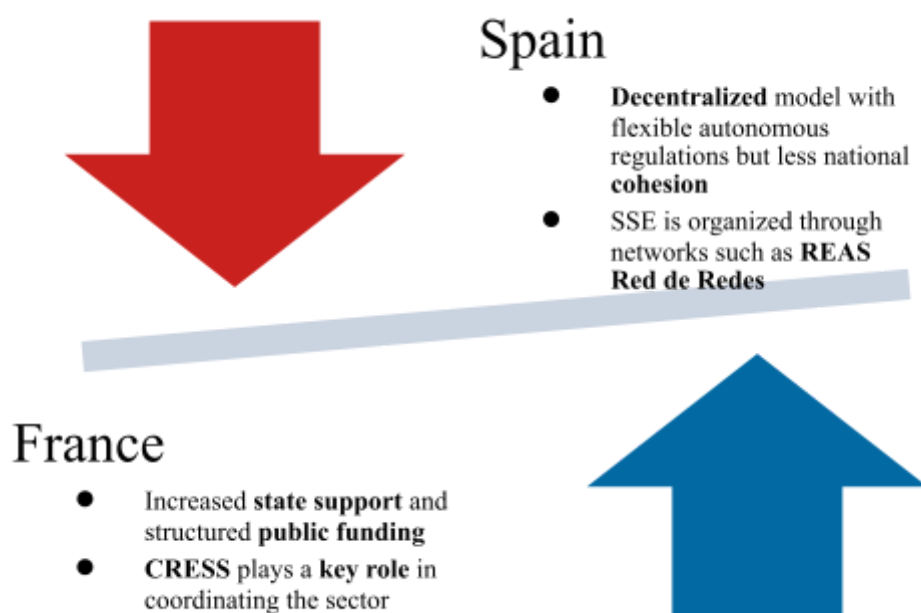 Spain
● Decentralized model with
flexible autonomous
regulations but less national
cohesion
● SSE is organized through
networks such as REAS
Red de Redes
France
● Increased state support and
structured public funding
● CRESS plays a key role in
coordinating the sector